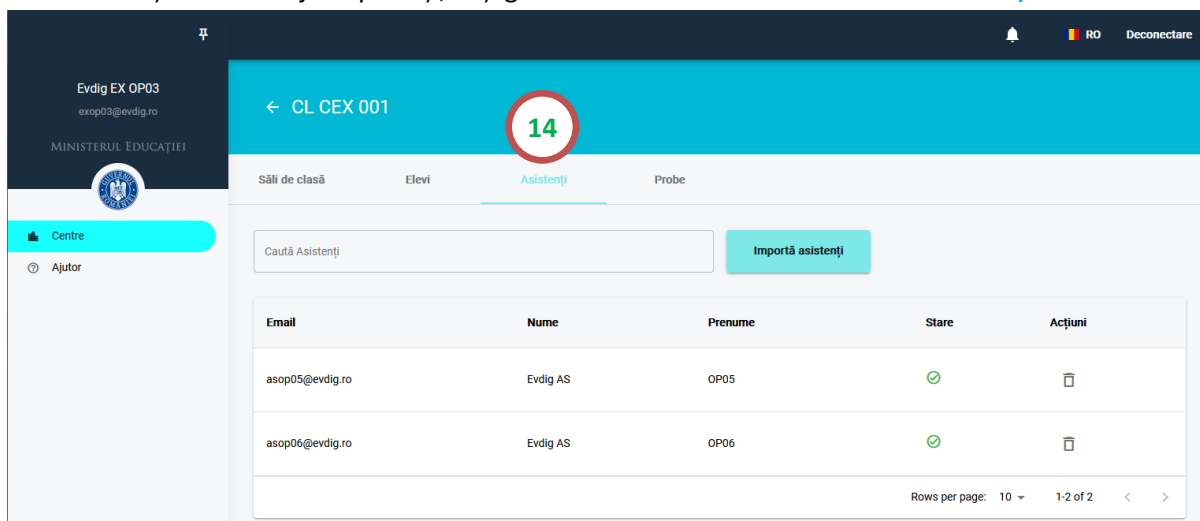 RO Deconectare
Evdig EX OP03
exop03@evdig.ro
MINISTERUL EDUCAȚIEI
GUVERNUL ROMÂNIEI
Centre
Ajutor
← CL CEX 001
14
Săli de clasă Elevi Asistenți Probe
Caută Asistenți Importă asistenți
Email Nume Prenume Stare Acțiuni
asop05@evdig.ro Evdig AS OP05
asop06@evdig.ro Evdig AS OP06
Rows per page: 10 1-2 of 2 < >